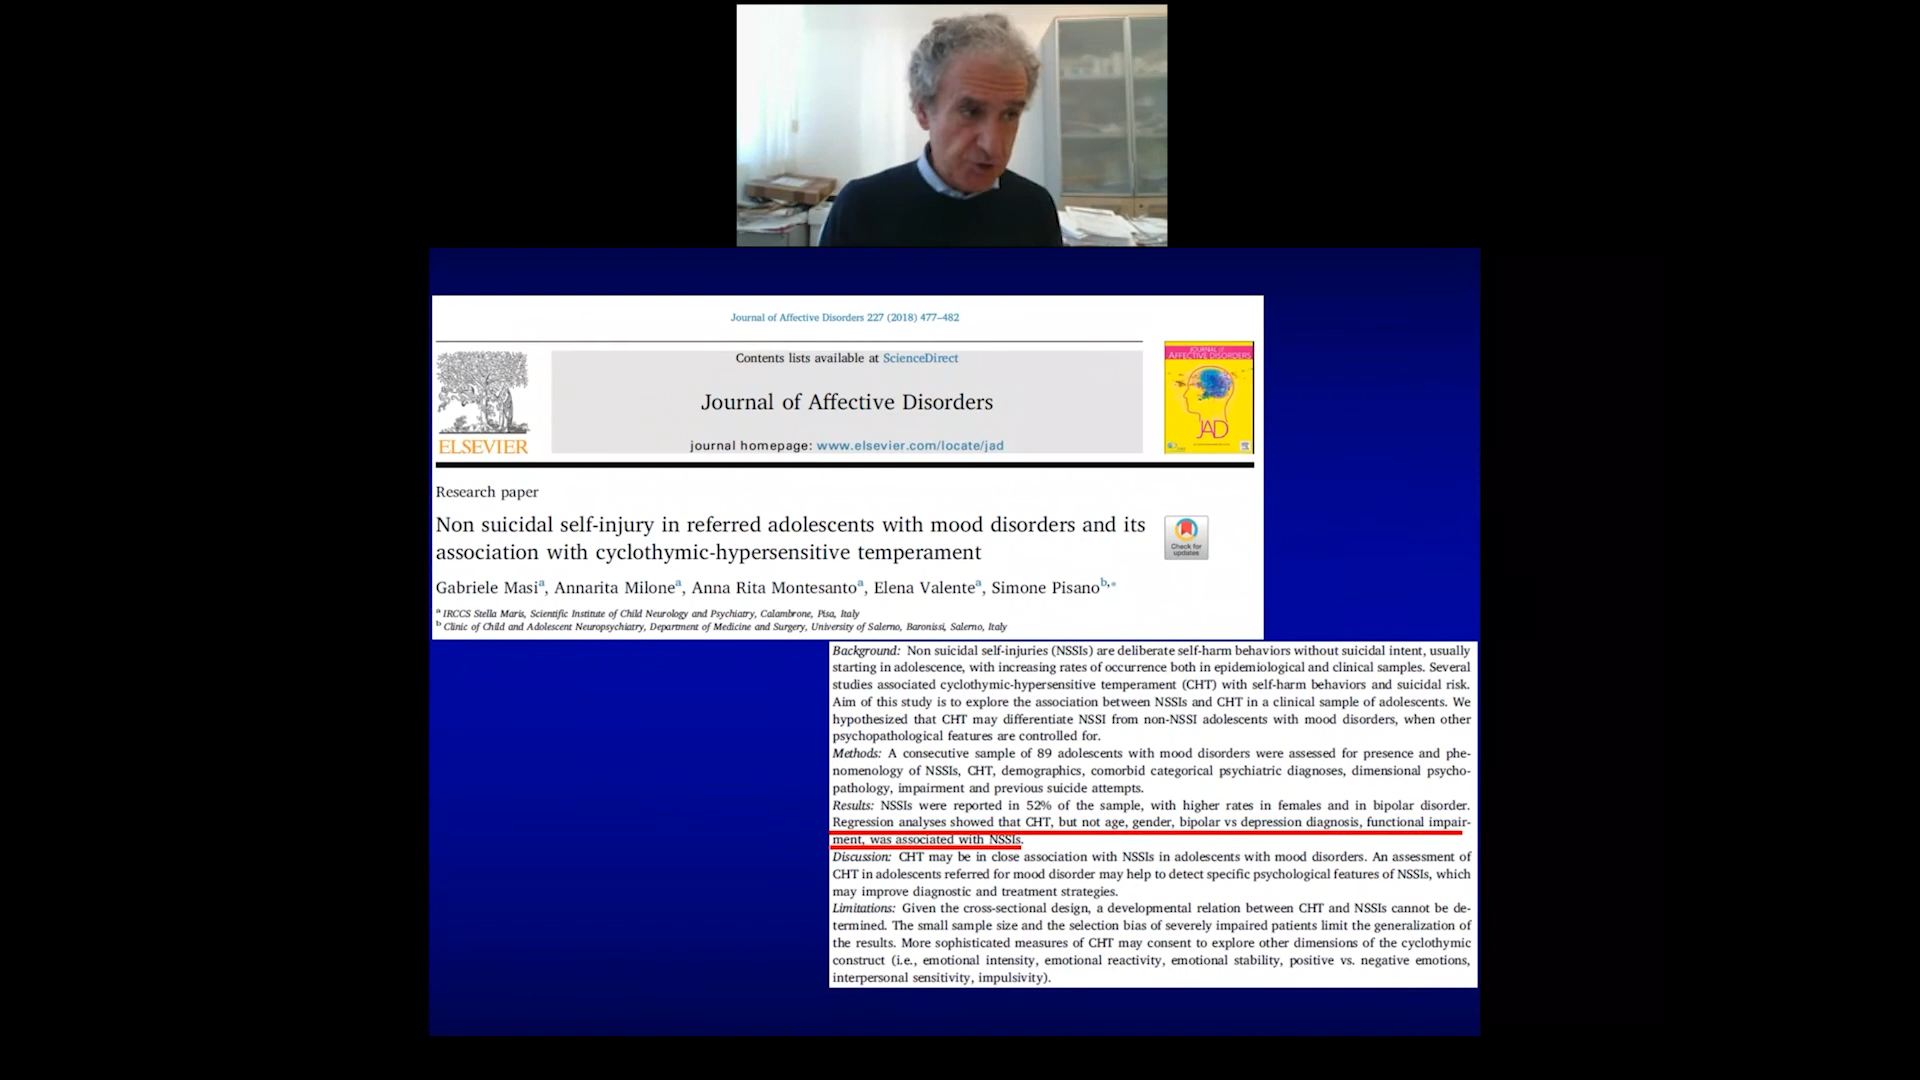 Journal of Affective Disorders 227 (2018) 477–482
Contents lists available at ScienceDirect
Journal of Affective Disorders
journal homepage: www.elsevier.com/locate/jad
ELSEVIER
JOURNAL OF
AFFECTIVE DISORDERS
JAD
Research paper
Non suicidal self-injury in referred adolescents with mood disorders and its
association with cyclothymic-hypersensitive temperament
Check for
updates
Gabriele Masiᵃ, Annarita Miloneᵃ, Anna Rita Montesantoᵃ, Elena Valenteᵃ, Simone Pisanoᵇ,*
ᵃ IRCCS Stella Maris, Scientific Institute of Child Neurology and Psychiatry, Calambrone, Pisa, Italy
ᵇ Clinic of Child and Adolescent Neuropsychiatry, Department of Medicine and Surgery, University of Salerno, Baronissi, Salerno, Italy
Background: Non suicidal self-injuries (NSSIs) are deliberate self-harm behaviors without suicidal intent, usually
starting in adolescence, with increasing rates of occurrence both in epidemiological and clinical samples. Several
studies associated cyclothymic-hypersensitive temperament (CHT) with self-harm behaviors and suicidal risk.
Aim of this study is to explore the association between NSSIs and CHT in a clinical sample of adolescents. We
hypothesized that CHT may differentiate NSSI from non-NSSI adolescents with mood disorders, when other
psychopathological features are controlled for.
Methods: A consecutive sample of 89 adolescents with mood disorders were assessed for presence and phe-
nomenology of NSSIs, CHT, demographics, comorbid categorical psychiatric diagnoses, dimensional psycho-
pathology, impairment and previous suicide attempts.
Results: NSSIs were reported in 52% of the sample, with higher rates in females and in bipolar disorder.
Regression analyses showed that CHT, but not age, gender, bipolar vs depression diagnosis, functional impair-
ment, was associated with NSSIs.
Discussion: CHT may be in close association with NSSIs in adolescents with mood disorders. An assessment of
CHT in adolescents referred for mood disorder may help to detect specific psychological features of NSSIs, which
may improve diagnostic and treatment strategies.
Limitations: Given the cross-sectional design, a developmental relation between CHT and NSSIs cannot be de-
termined. The small sample size and the selection bias of severely impaired patients limit the generalization of
the results. More sophisticated measures of CHT may consent to explore other dimensions of the cyclothymic
construct (i.e., emotional intensity, emotional reactivity, emotional stability, positive vs. negative emotions,
interpersonal sensitivity, impulsivity).